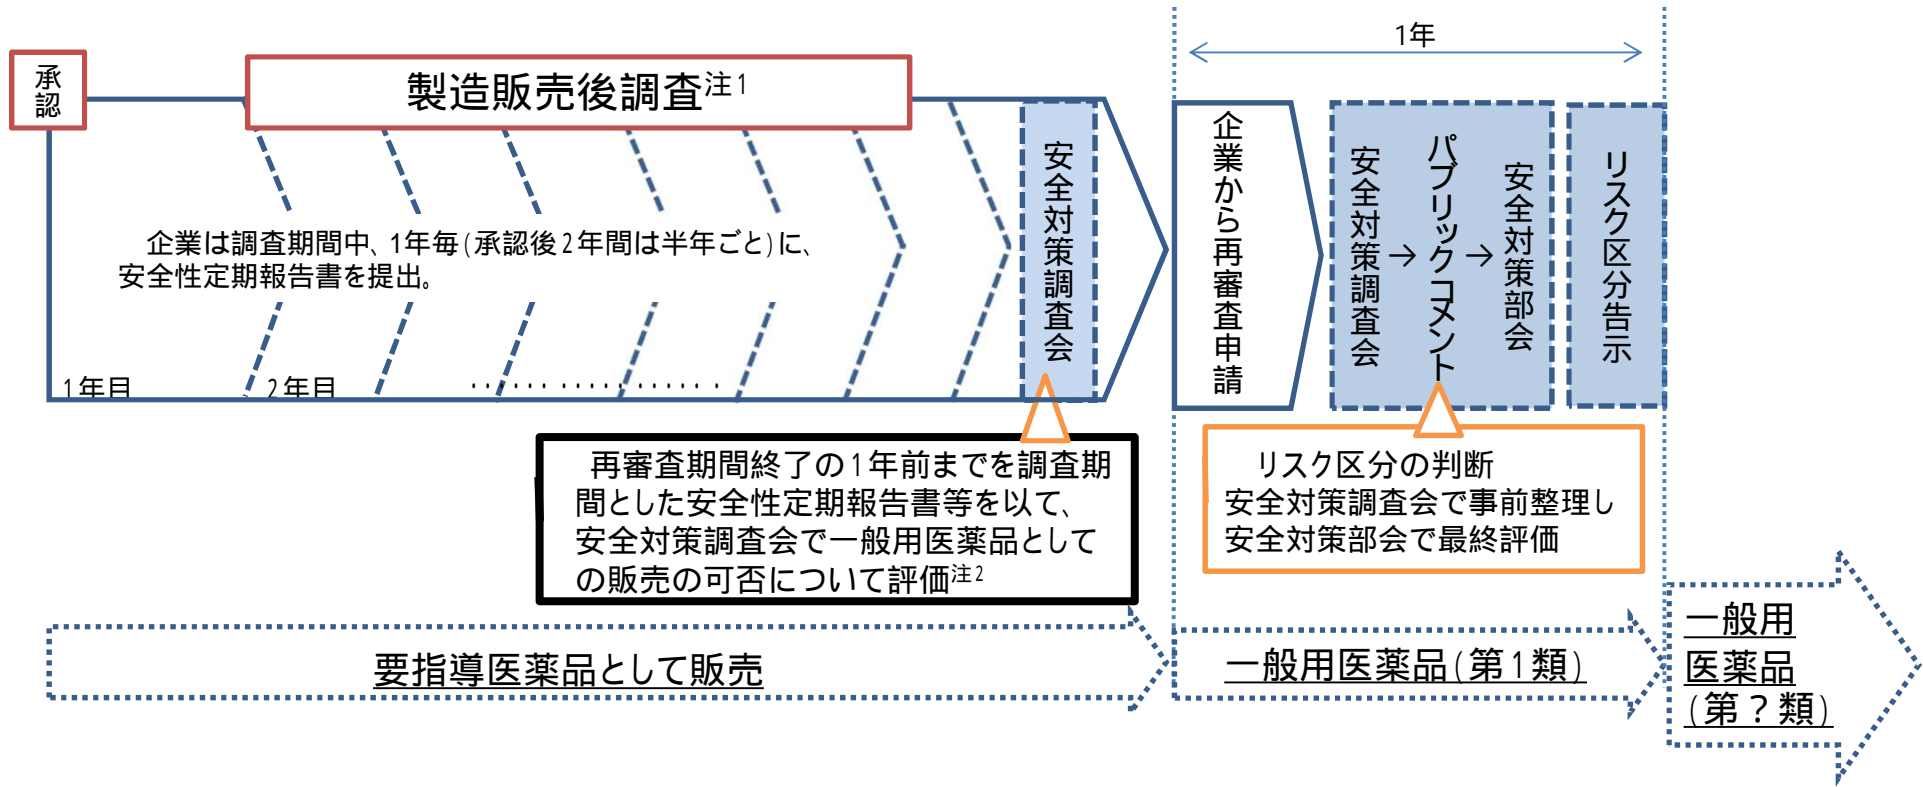 1年
承認
製造販売後調査注1
企業は調査期間中、1年毎(承認後2年間は半年ごと)に、
安全性定期報告書を提出。
1年目
2年目
‥‥‥‥‥‥‥‥‥
安全対策調査会
企業から再審査申請
安全対策調査会
→
パブリックコメント
→
安全対策部会
リスク区分告示
再審査期間終了の1年前までを調査期
間とした安全性定期報告書等を以て、
安全対策調査会で一般用医薬品として
の販売の可否について評価注2
リスク区分の判断
安全対策調査会で事前整理し
安全対策部会で最終評価
要指導医薬品として販売
一般用医薬品(第1類)
一般用
医薬品
(第?類)